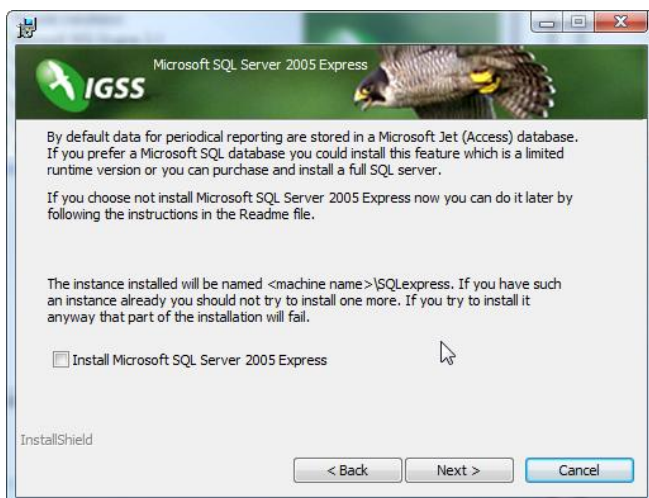 Microsoft SQL Server 2005 Express
IGSS
By default data for periodical reporting are stored in a Microsoft Jet (Access) database.
If you prefer a Microsoft SQL database you could install this feature which is a limited
runtime version or you can purchase and install a full SQL server.
If you choose not install Microsoft SQL Server 2005 Express now you can do it later by
following the instructions in the Readme file.
The instance installed will be named <machine name>\SQLexpress. If you have such
an instance already you should not try to install one more. If you try to install it
anyway that part of the installation will fail.
Install Microsoft SQL Server 2005 Express
InstallShield
< Back Next > Cancel